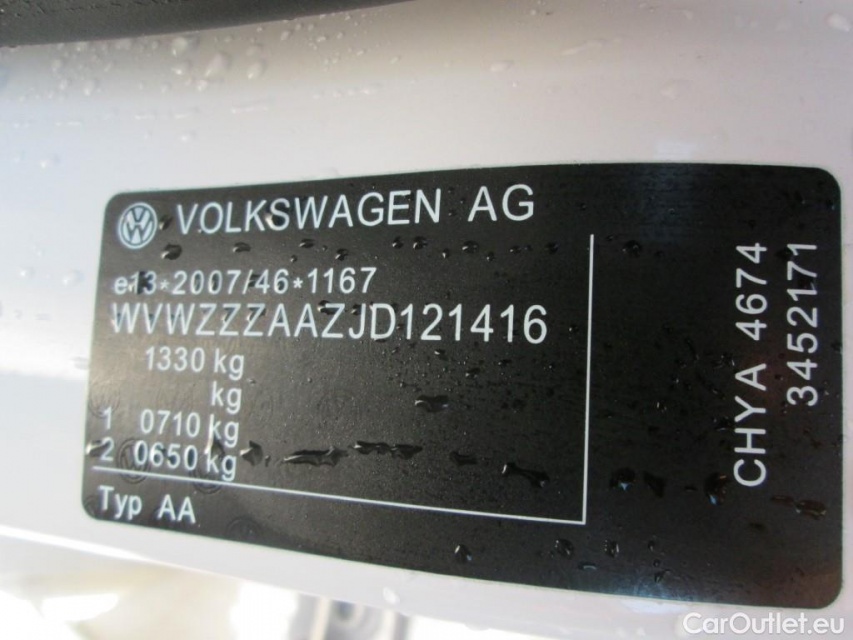 VOLKSWAGEN AG
e13*2007/46*1167
WVWZZZAAZJD121416
1330 kg
kg
1 0710 kg
2 0650 kg
Typ AA
CHYA 4674
3452171
CarOutlet.eu